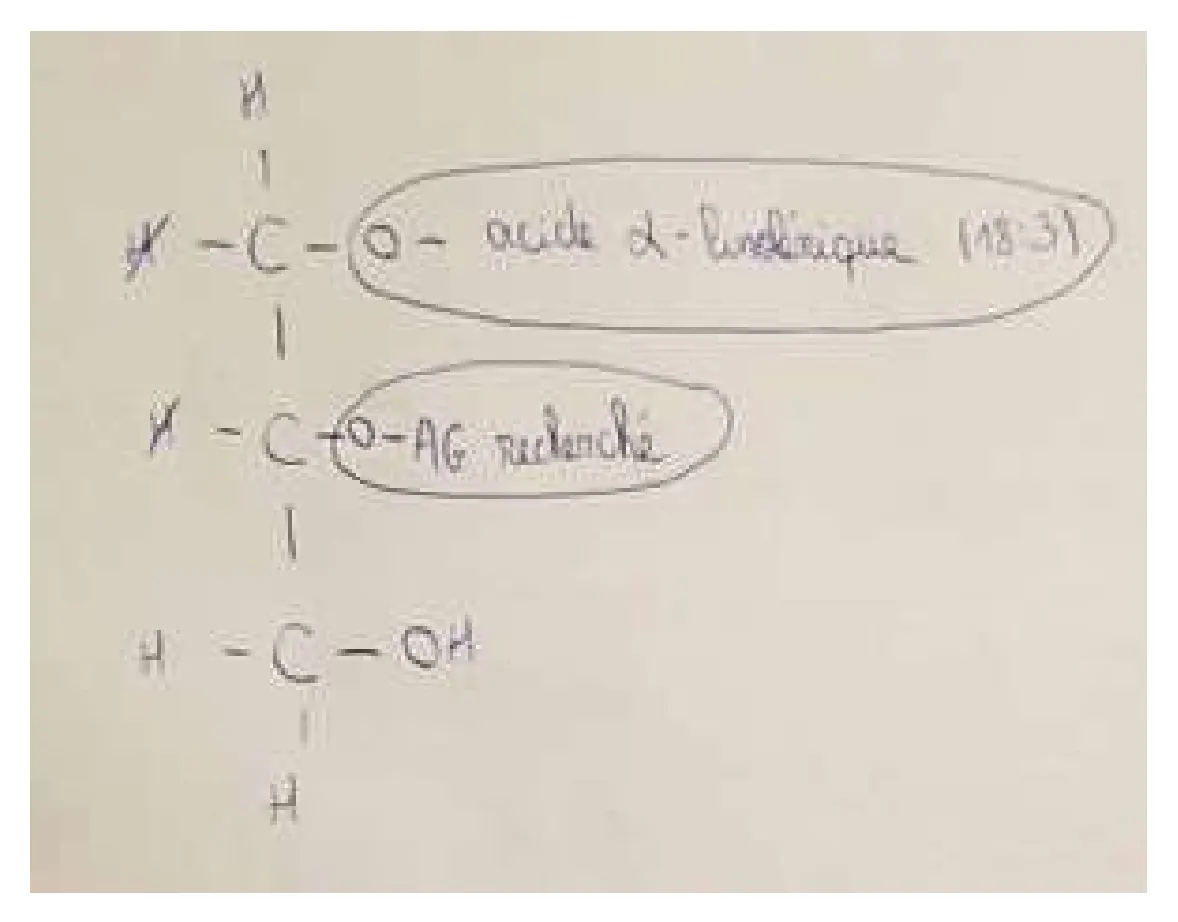 H
|
H - C - O - acide α-linolénique (18:3)
|
H - C - O - AG recherché
|
H - C - OH
|
H